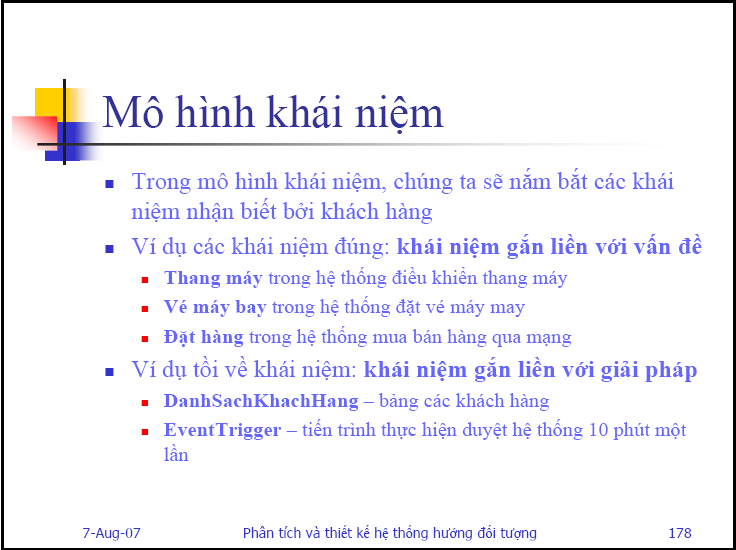 Mô hình khái niệm
Trong mô hình khái niệm, chúng ta sẽ nắm bắt các khái
niệm nhận biết bởi khách hàng
Ví dụ các khái niệm đúng: khái niệm gắn liền với vấn đề
Thang máy trong hệ thống điều khiển thang máy
Vé máy bay trong hệ thống đặt vé máy may
Đặt hàng trong hệ thống mua bán hàng qua mạng
Ví dụ tồi về khái niệm: khái niệm gắn liền với giải pháp
DanhSachKhachHang – bảng các khách hàng
EventTrigger – tiến trình thực hiện duyệt hệ thống 10 phút một
lần
7-Aug-07 Phân tích và thiết kế hệ thống hướng đối tượng 178